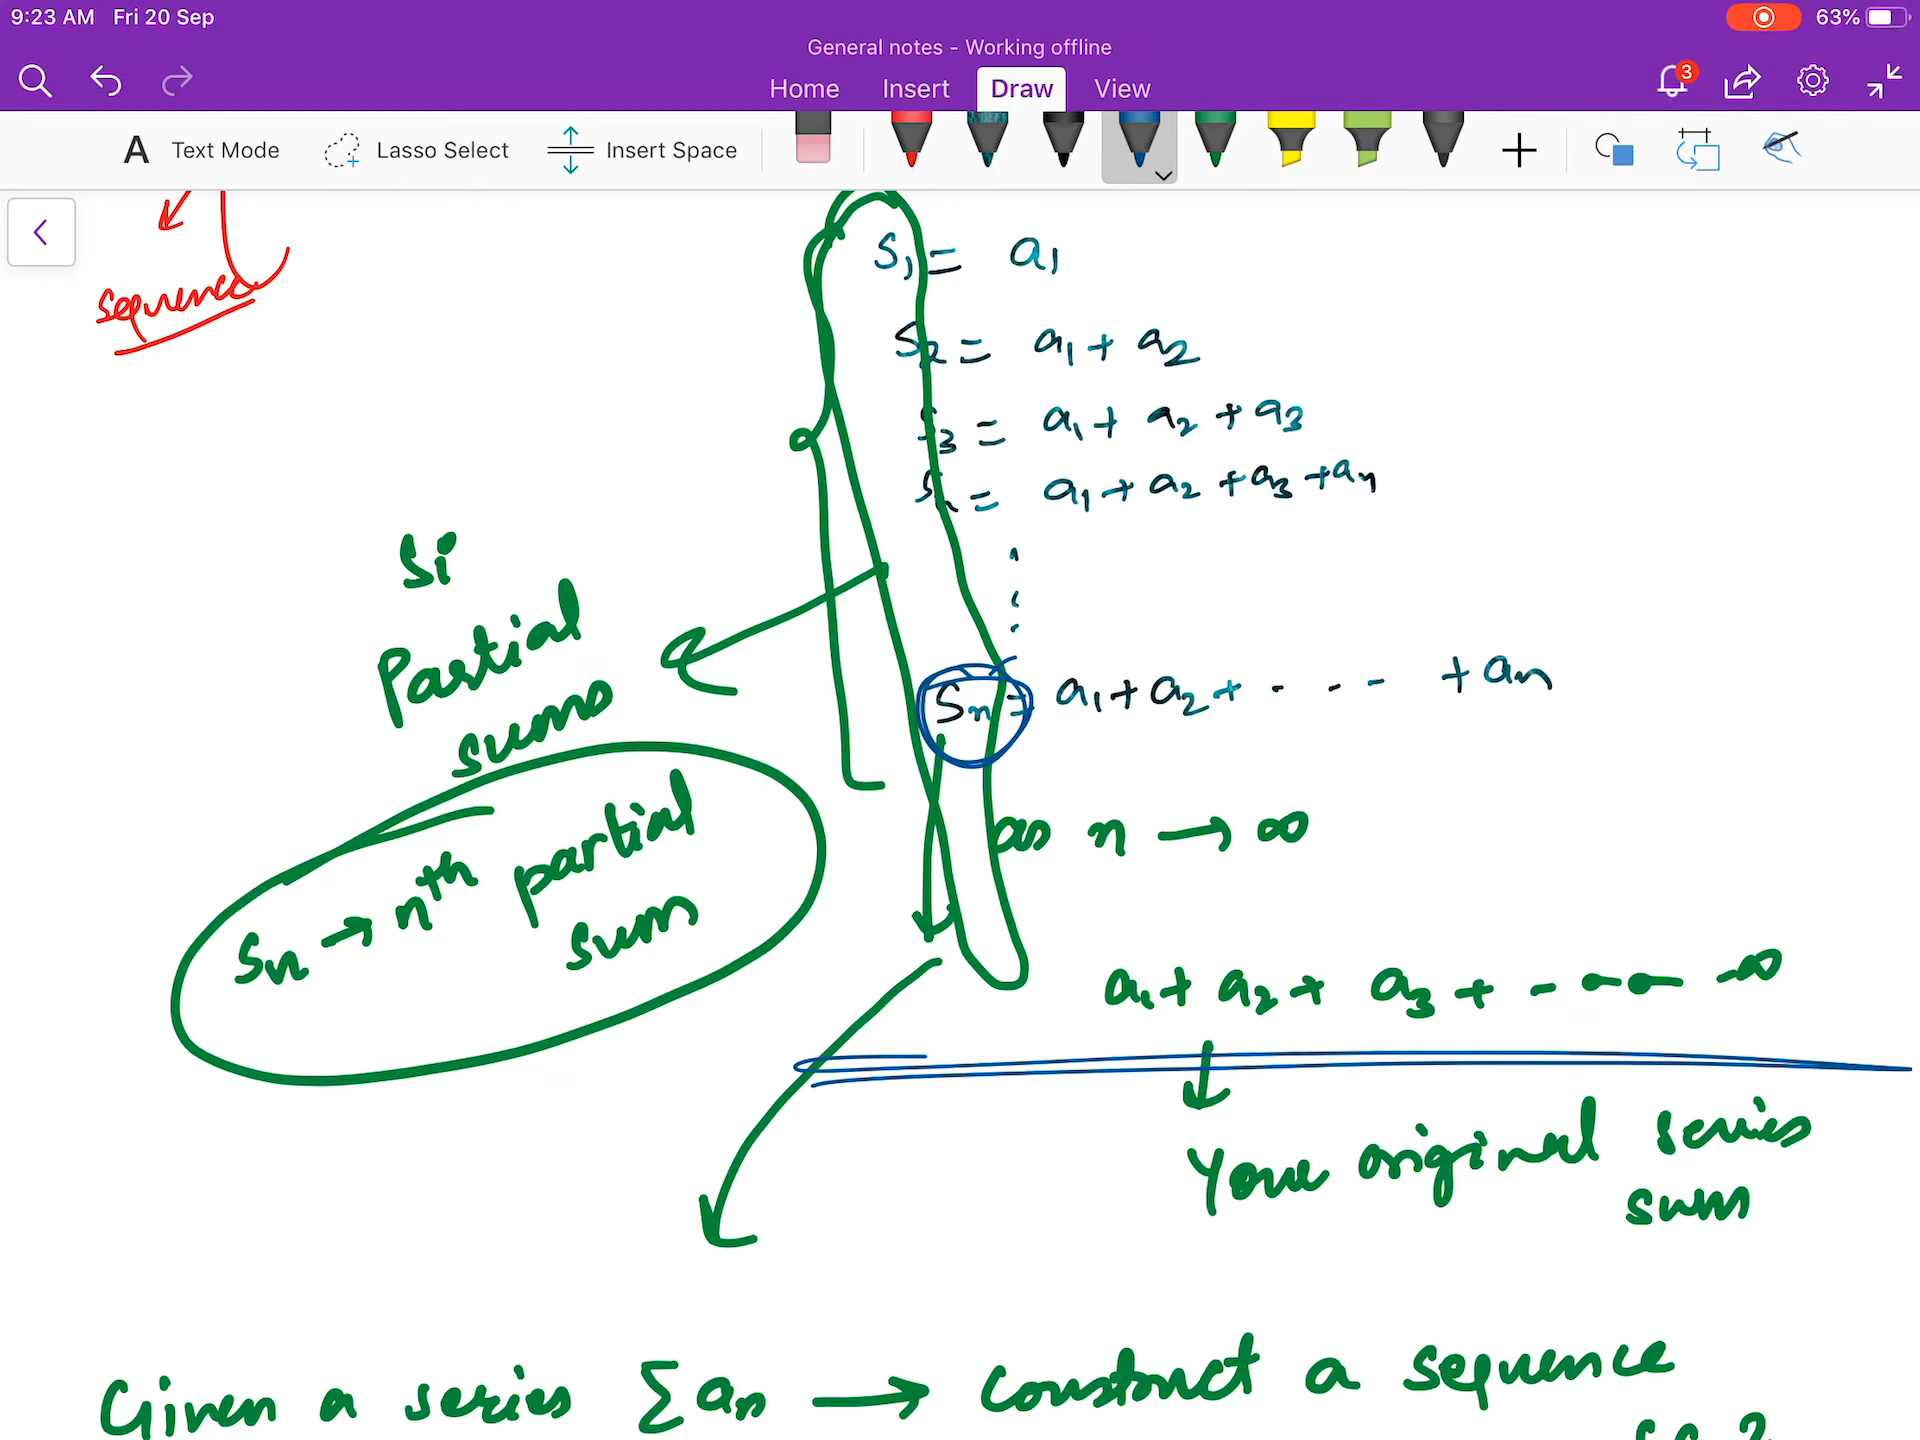 9:23 AM Fri 20 Sep
63%
General notes - Working offline
Home Insert Draw View
3
A Text Mode Lasso Select Insert Space
sequence
S₁ = a₁
S₂ = a₁ + a₂
S₃ = a₁ + a₂ + a₃
S₄ = a₁ + a₂ + a₃ + a₄
Si
Partial
sums
Sₙ = a₁ + a₂ + - - - + aₙ
as n → ∞
Sₙ → nᵗʰ partial
sum
a₁ + a₂ + a₃ + - - - - ∞
Your original series
sum
Given a series Σ aₙ → construct a sequence